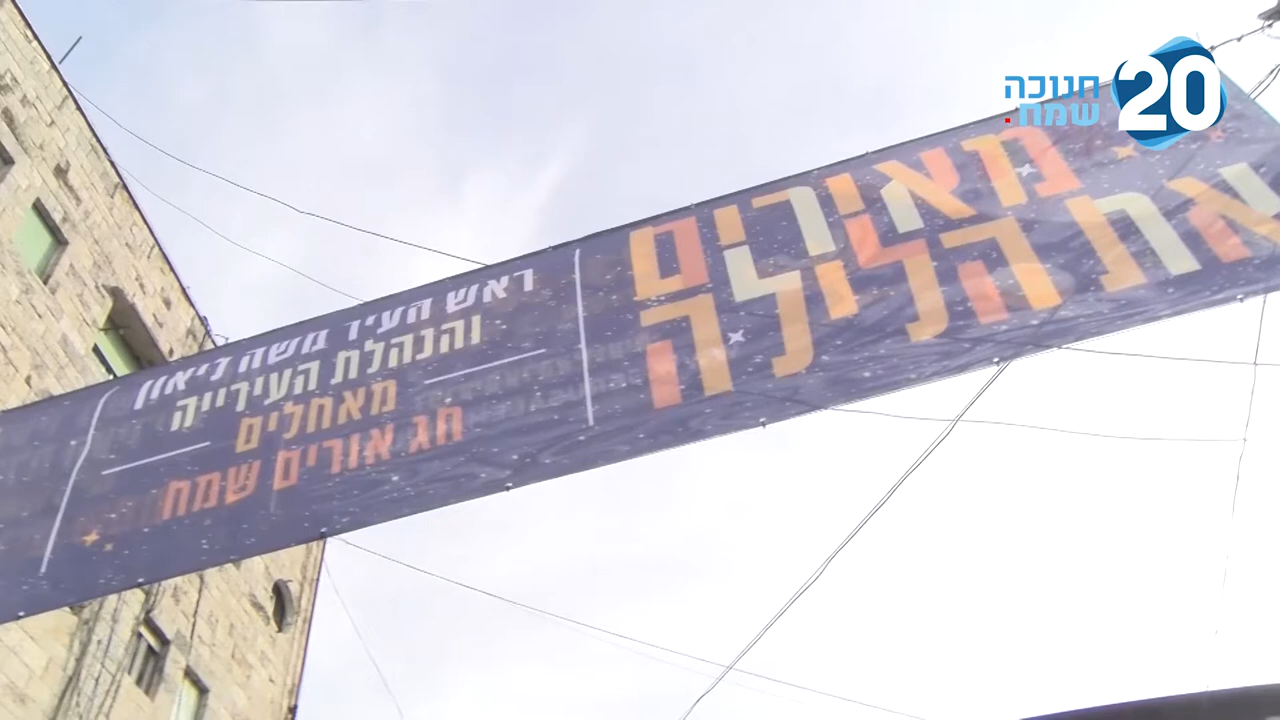 חנוכה
שמח.
20
מאירים
את הלילה
ראש העיר משה ליאון
והנהלת העירייה
מאחלים
חג אורים שמח